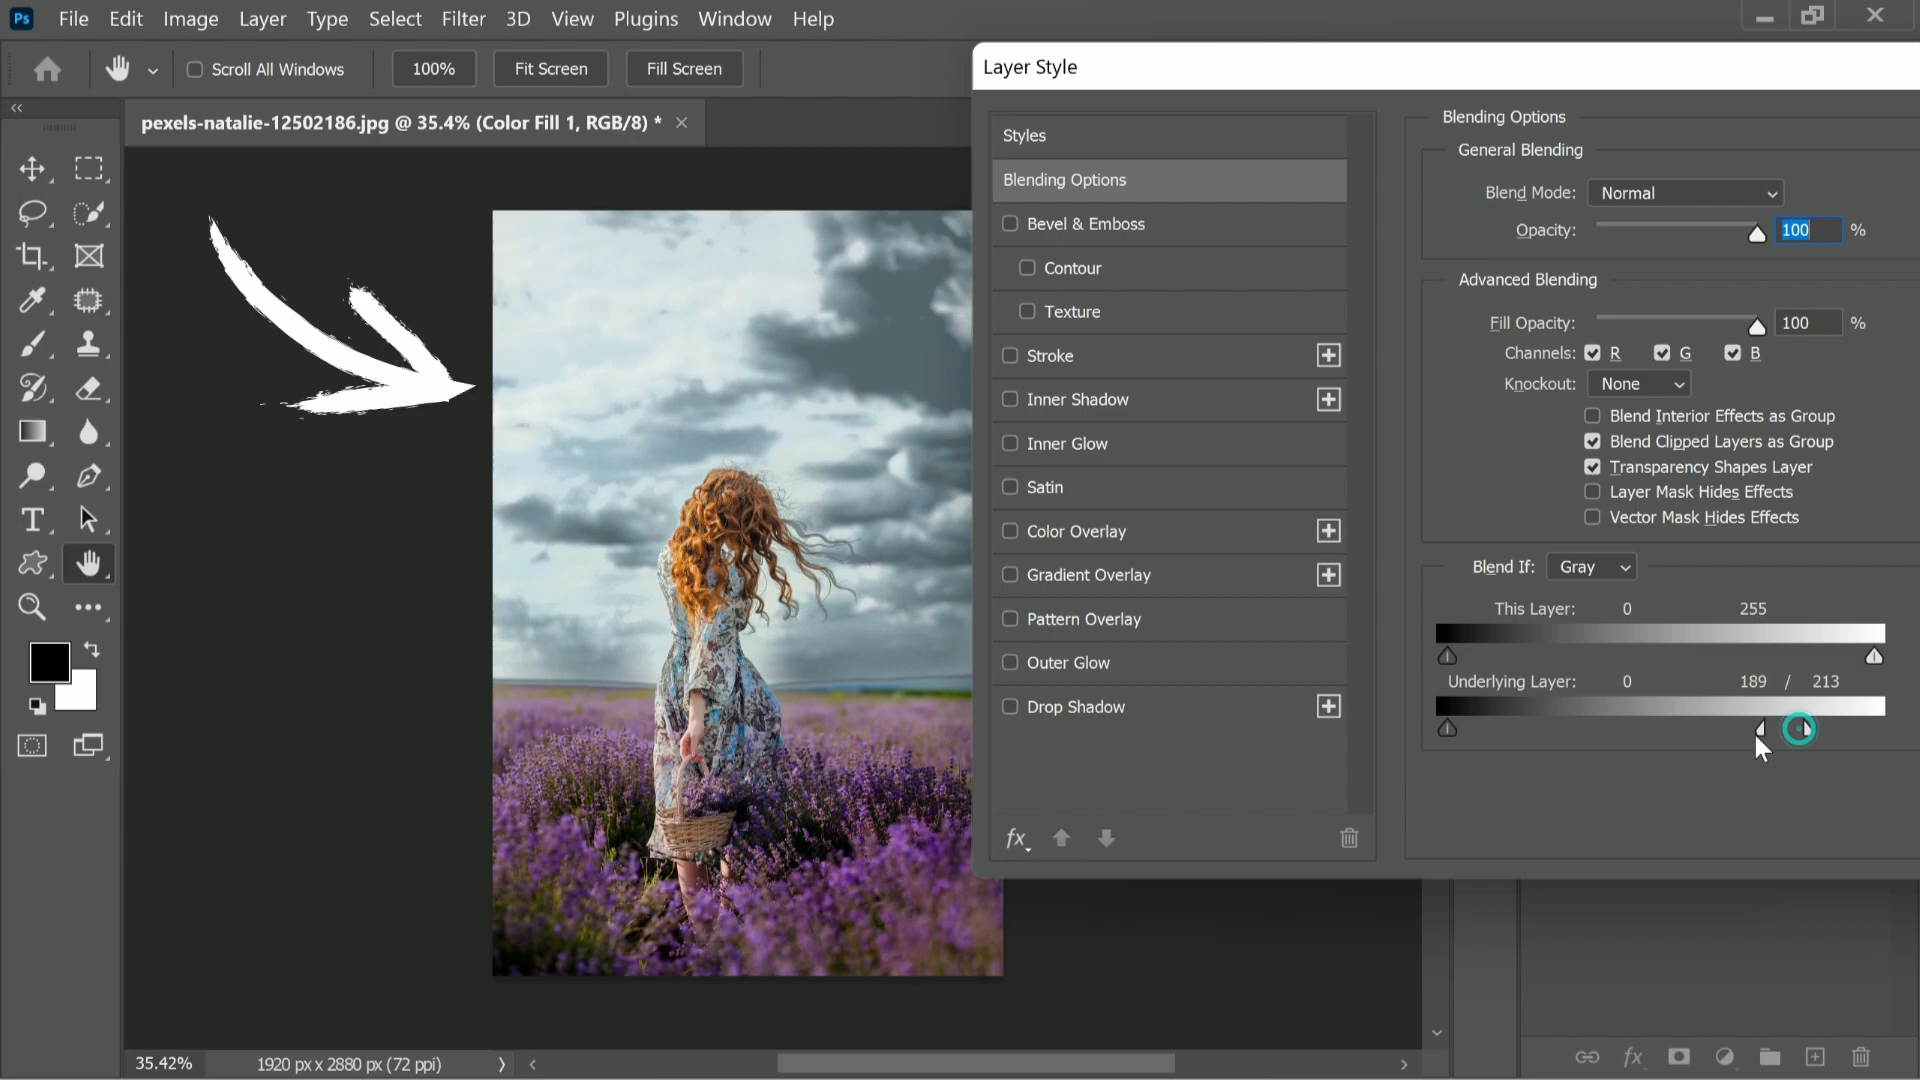 Ps File Edit Image Layer Type Select Filter 3D View Plugins Window Help
Scroll All Windows 100% Fit Screen Fill Screen
pexels-natalie-12502186.jpg @ 35.4% (Color Fill 1, RGB/8) *
Layer Style
Styles
Blending Options
Bevel & Emboss
Contour
Texture
Stroke
Inner Shadow
Inner Glow
Satin
Color Overlay
Gradient Overlay
Pattern Overlay
Outer Glow
Drop Shadow
fx
Blending Options
General Blending
Blend Mode: Normal
Opacity: 100 %
Advanced Blending
Fill Opacity: 100 %
Channels: R G B
Knockout: None
Blend Interior Effects as Group
Blend Clipped Layers as Group
Transparency Shapes Layer
Layer Mask Hides Effects
Vector Mask Hides Effects
Blend If: Gray
This Layer: 0 255
Underlying Layer: 0 189 / 213
35.42% 1920 px x 2880 px (72 ppi)
fx